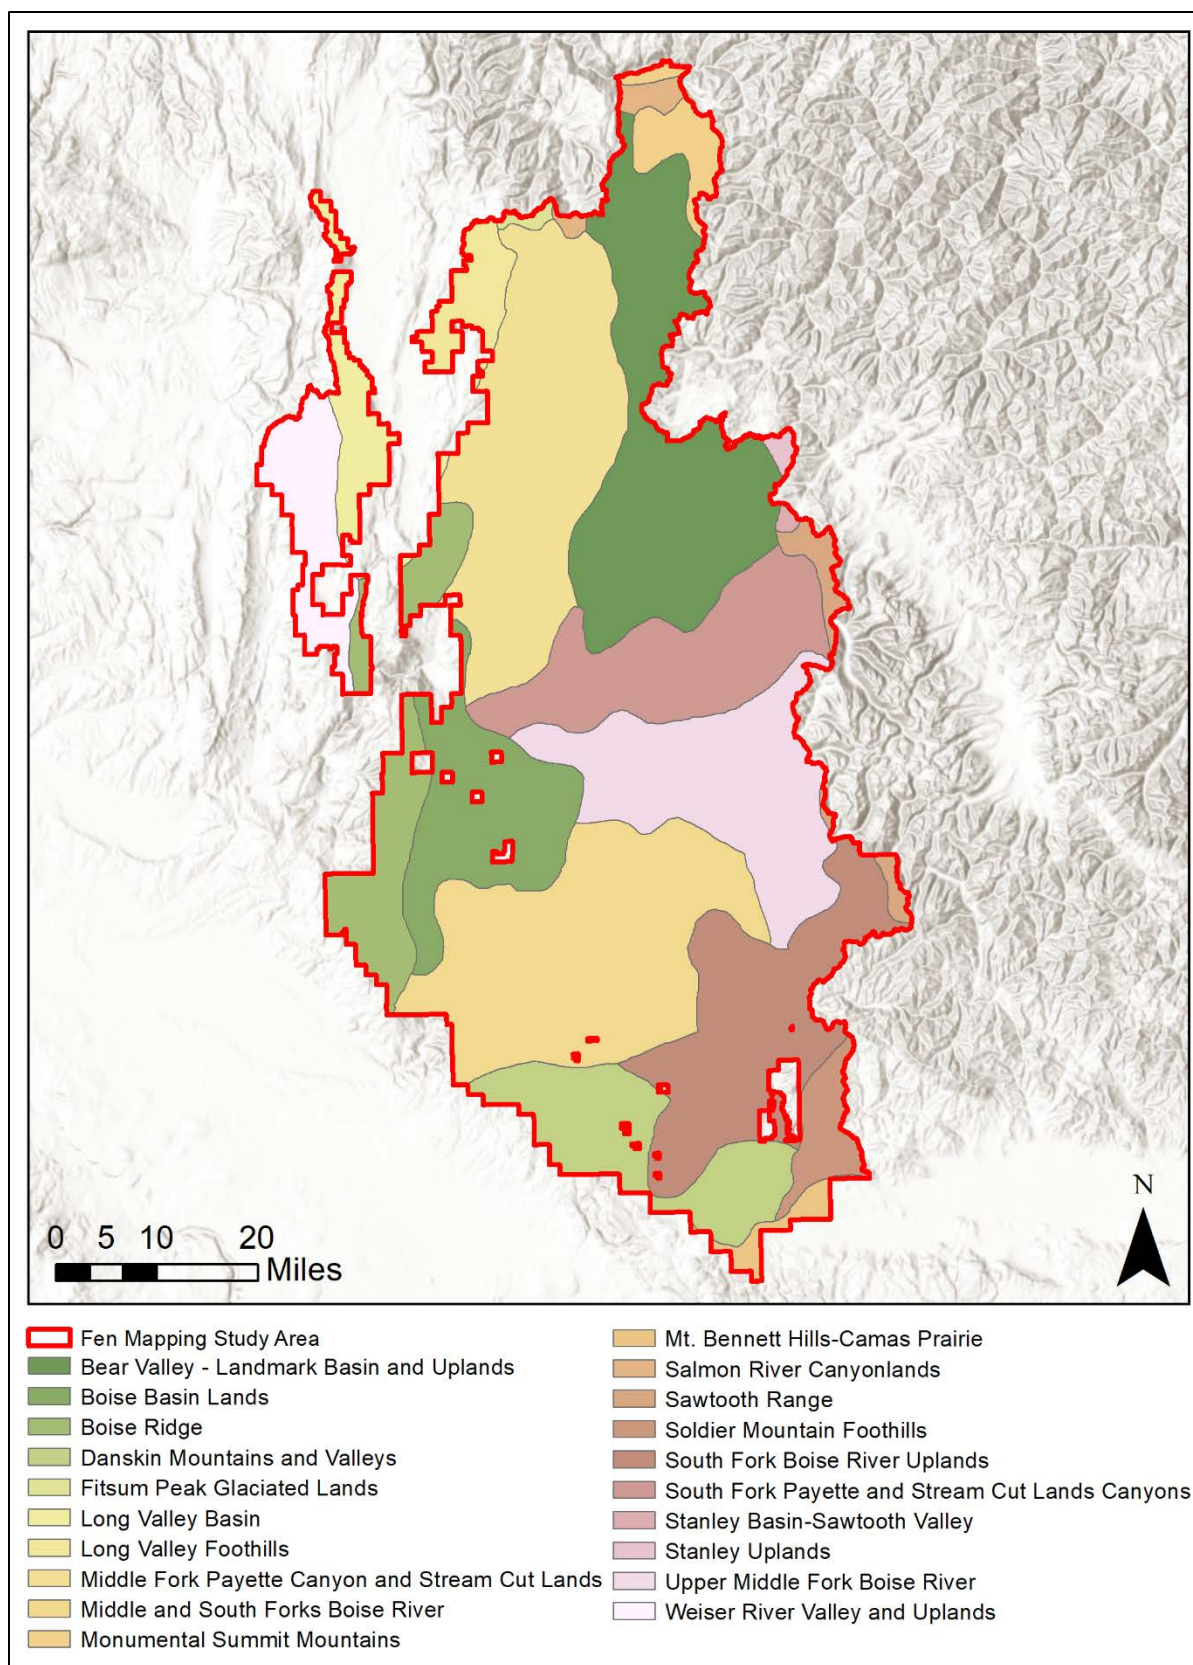 N
0 5 10 20
Miles
Fen Mapping Study Area
Bear Valley - Landmark Basin and Uplands
Boise Basin Lands
Boise Ridge
Danskin Mountains and Valleys
Fitsum Peak Glaciated Lands
Long Valley Basin
Long Valley Foothills
Middle Fork Payette Canyon and Stream Cut Lands
Middle and South Forks Boise River
Monumental Summit Mountains
Mt. Bennett Hills-Camas Prairie
Salmon River Canyonlands
Sawtooth Range
Soldier Mountain Foothills
South Fork Boise River Uplands
South Fork Payette and Stream Cut Lands Canyons
Stanley Basin-Sawtooth Valley
Stanley Uplands
Upper Middle Fork Boise River
Weiser River Valley and Uplands